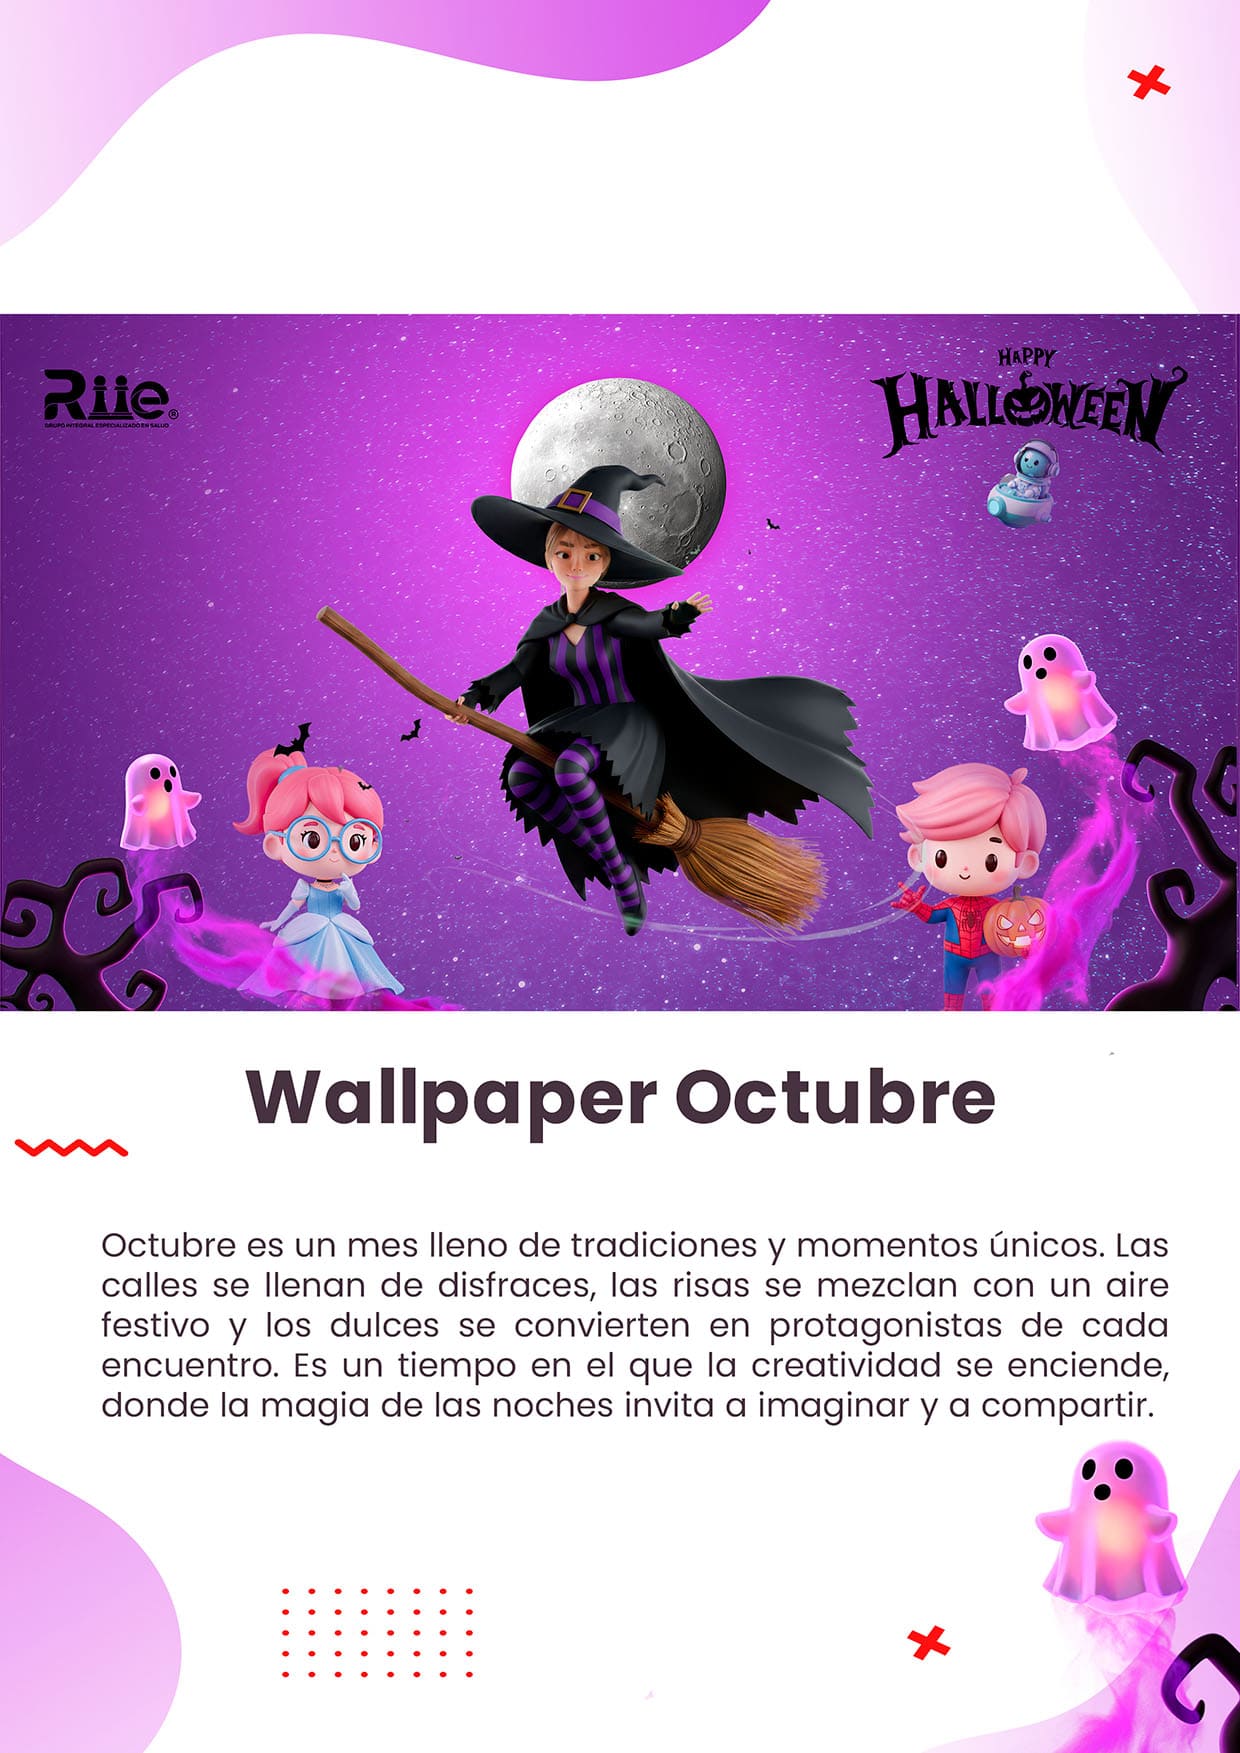 Riie®
GRUPO INTEGRAL ESPECIALIZADO EN SALUD
HAPPY
HALLOWEEN
Wallpaper Octubre
Octubre es un mes lleno de tradiciones y momentos únicos. Las
calles se llenan de disfraces, las risas se mezclan con un aire
festivo y los dulces se convierten en protagonistas de cada
encuentro. Es un tiempo en el que la creatividad se enciende,
donde la magia de las noches invita a imaginar y a compartir.